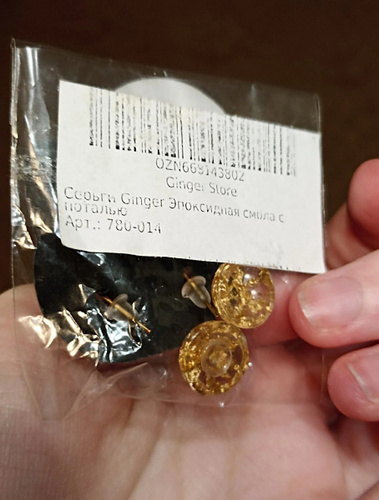 OZN669143802
Ginger Store
Серьги Ginger Эпоксидная смола с
поталью
Арт.: 780-014